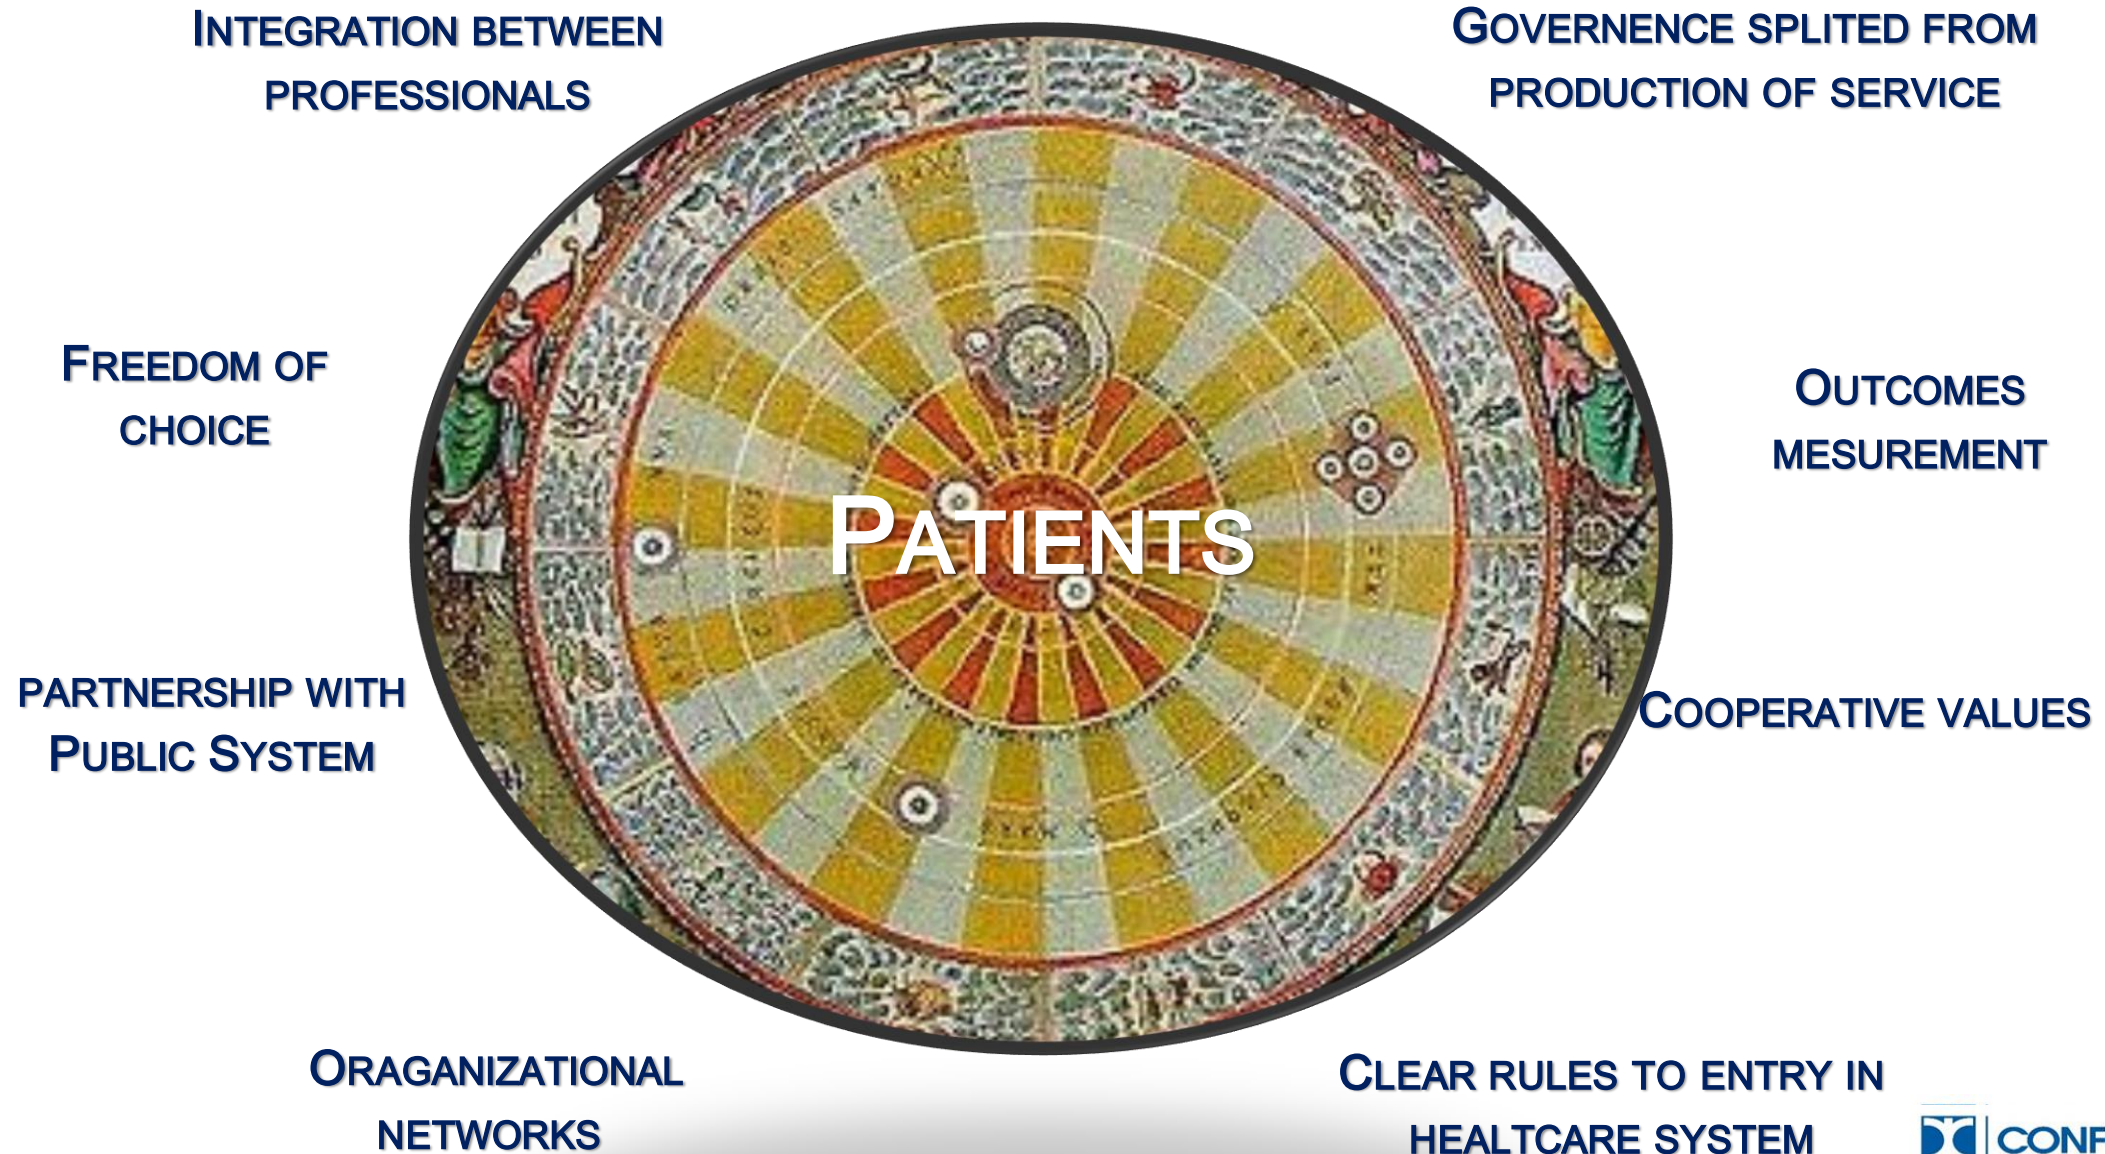 INTEGRATION BETWEEN
PROFESSIONALS
GOVERNENCE SPLITED FROM
PRODUCTION OF SERVICE
FREEDOM OF
CHOICE
OUTCOMES
MESUREMENT
PATIENTS
PARTNERSHIP WITH
PUBLIC SYSTEM
COOPERATIVE VALUES
ORAGANIZATIONAL
NETWORKS
CLEAR RULES TO ENTRY IN
HEALTCARE SYSTEM
CONF